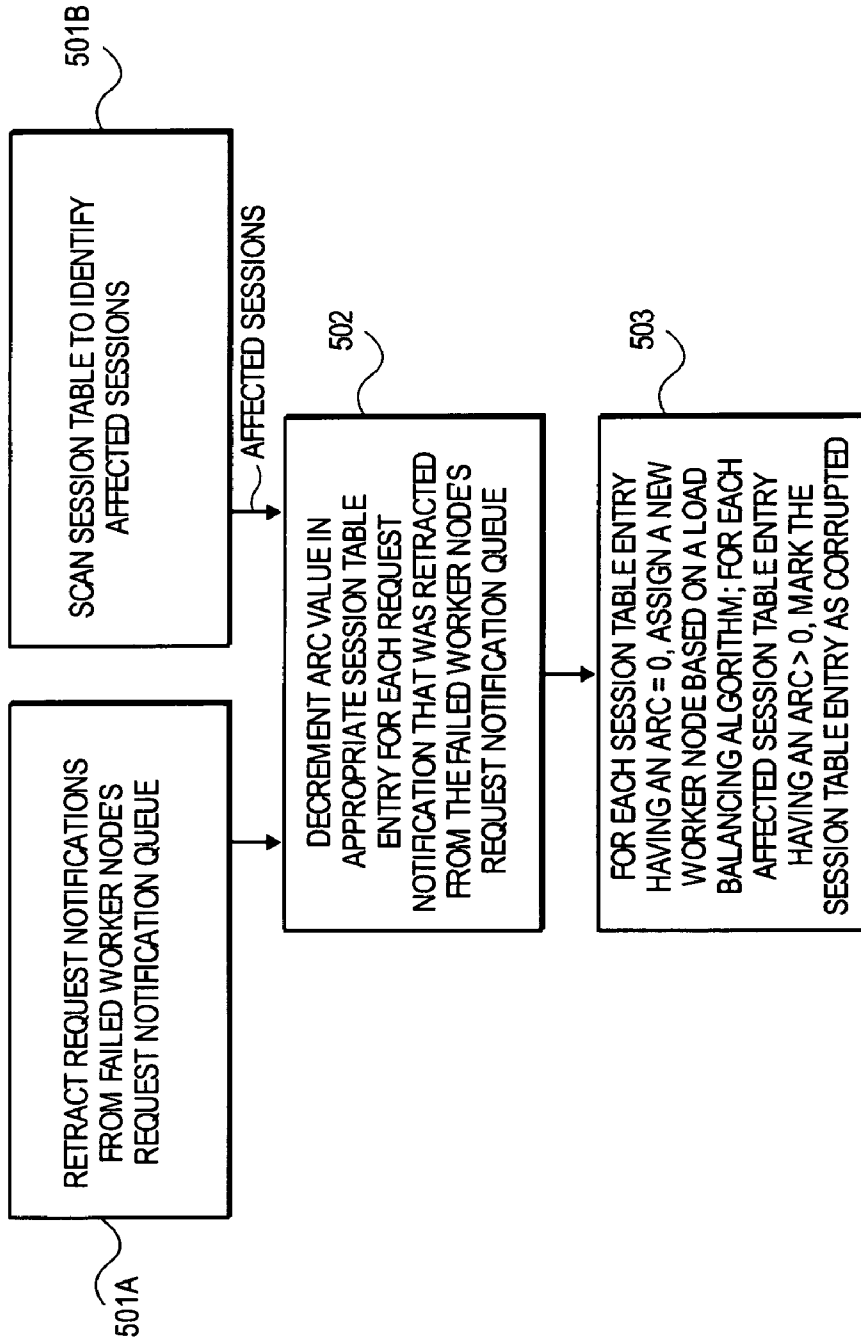 501A
RETRACT REQUEST NOTIFICATIONS
FROM FAILED WORKER NODE'S
REQUEST NOTIFICATION QUEUE
501B
SCAN SESSION TABLE TO IDENTIFY
AFFECTED SESSIONS
AFFECTED SESSIONS
502
DECREMENT ARC VALUE IN
APPROPRIATE SESSION TABLE
ENTRY FOR EACH REQUEST
NOTIFICATION THAT WAS RETRACTED
FROM THE FAILED WORKER NODE'S
REQUEST NOTIFICATION QUEUE
503
FOR EACH SESSION TABLE ENTRY
HAVING AN ARC = 0, ASSIGN A NEW
WORKER NODE BASED ON A LOAD
BALANCING ALGORITHM; FOR EACH
AFFECTED SESSION TABLE ENTRY
HAVING AN ARC > 0, MARK THE
SESSION TABLE ENTRY AS CORRUPTED